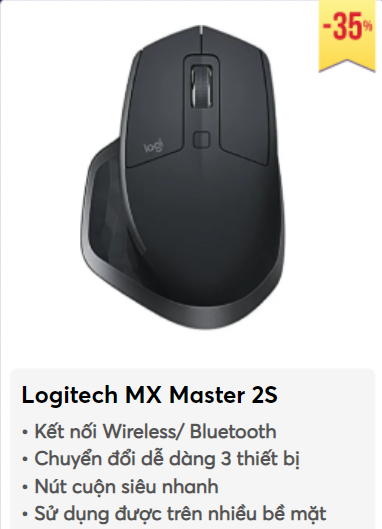 -35%
logi
Logitech MX Master 2S
• Kết nối Wireless/ Bluetooth
• Chuyển đổi dễ dàng 3 thiết bị
• Nút cuộn siêu nhanh
• Sử dụng được trên nhiều bề mặt